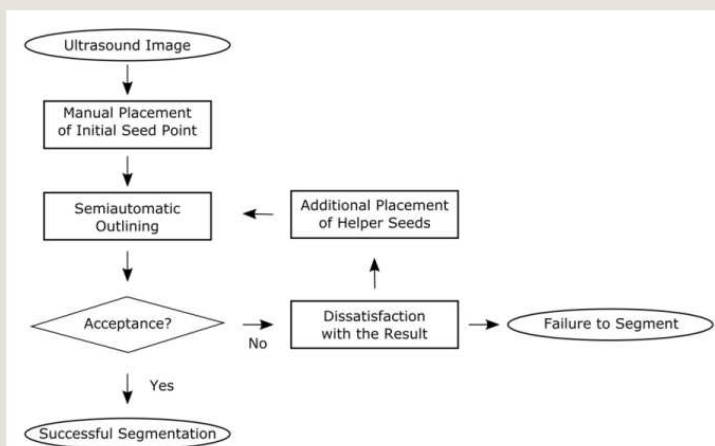 Ultrasound Image
Manual Placement
of Initial Seed Point
Semiautomatic
Outlining
Additional Placement
of Helper Seeds
Acceptance?
No
Dissatisfaction
with the Result
Failure to Segment
Yes
Successful Segmentation